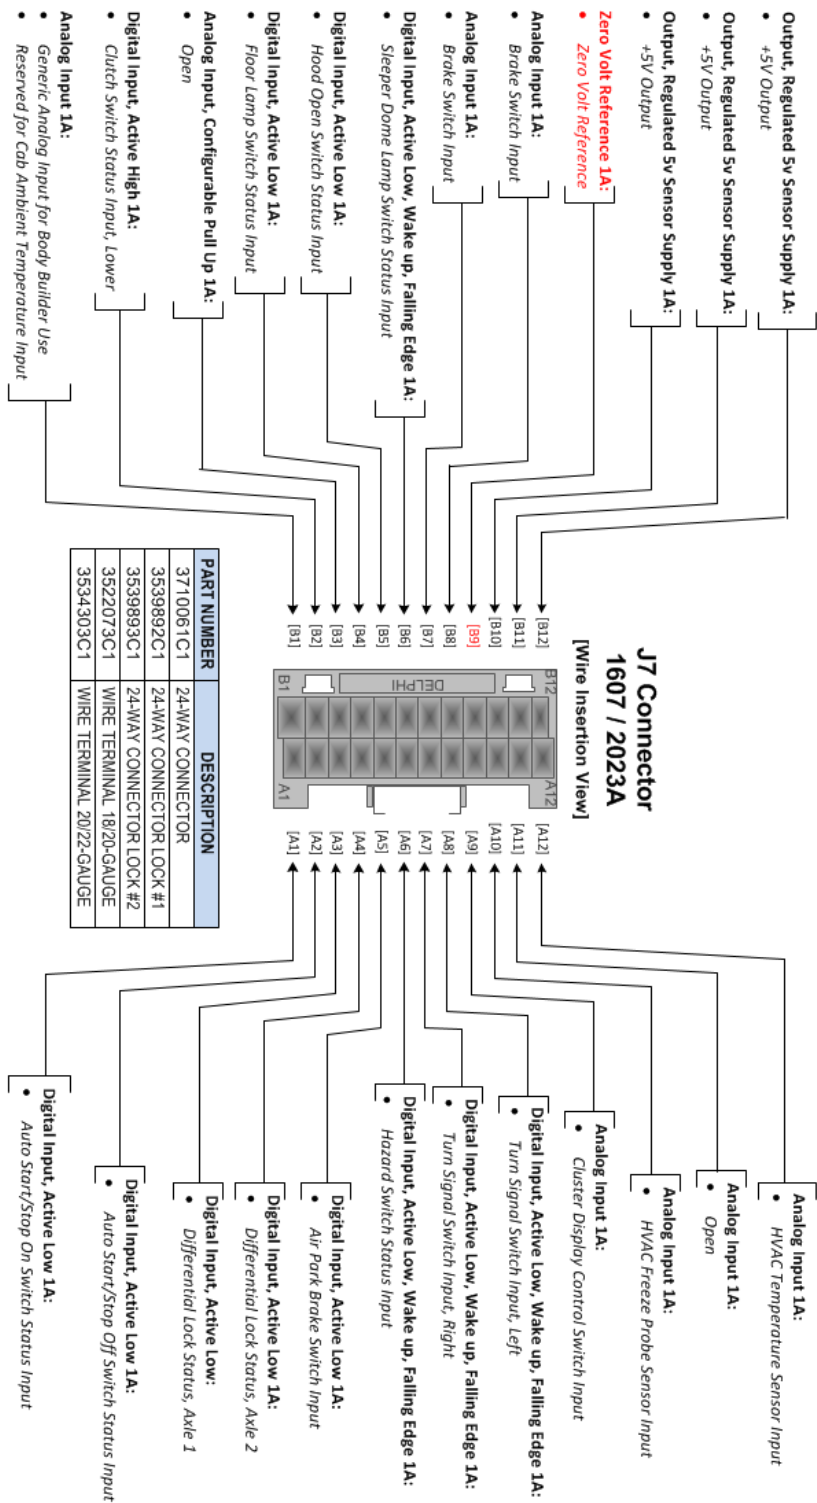 Output, Regulated 5v Sensor Supply 1A:
• +5V Output
Output, Regulated 5v Sensor Supply 1A:
• +5V Output
Output, Regulated 5v Sensor Supply 1A:
• +5V Output
Zero Volt Reference 1A:
• Zero Volt Reference
Analog Input 1A:
• Brake Switch Input
Analog Input 1A:
• Brake Switch Input
Digital Input, Active Low, Wake up, Falling Edge 1A:
• Sleeper Dome Lamp Switch Status Input
Digital Input, Active Low 1A:
• Hood Open Switch Status Input
Digital Input, Active Low 1A:
• Floor Lamp Switch Status Input
Analog Input, Configurable Pull Up 1A:
• Open
Digital Input, Active High 1A:
• Clutch Switch Status Input, Lower
Analog Input 1A:
• Generic Analog Input for Body Builder Use
• Reserved for Cab Ambient Temperature Input
J7 Connector
1607 / 2023A
[Wire Insertion View]
[B12]
[B11]
[B10]
[B9]
[B8]
[B7]
[B6]
[B5]
[B4]
[B3]
[B2]
[B1]
B12
A12
DELPHI
B1
A1
[A12]
[A11]
[A10]
[A9]
[A8]
[A7]
[A6]
[A5]
[A4]
[A3]
[A2]
[A1]
PART NUMBER DESCRIPTION
3710061C1 24-WAY CONNECTOR
3539892C1 24-WAY CONNECTOR LOCK #1
3539893C1 24-WAY CONNECTOR LOCK #2
3522073C1 WIRE TERMINAL 18/20-GAUGE
3534303C1 WIRE TERMINAL 20/22-GAUGE
Analog Input 1A:
• HVAC Temperature Sensor Input
Analog Input 1A:
• Open
Analog Input 1A:
• HVAC Freeze Probe Sensor Input
Analog Input 1A:
• Cluster Display Control Switch Input
Digital Input, Active Low, Wake up, Falling Edge 1A:
• Turn Signal Switch Input, Left
Digital Input, Active Low, Wake up, Falling Edge 1A:
• Turn Signal Switch Input, Right
Digital Input, Active Low, Wake up, Falling Edge 1A:
• Hazard Switch Status Input
Digital Input, Active Low 1A:
• Air Park Brake Switch Input
Digital Input, Active Low 1A:
• Differential Lock Status, Axle 2
Digital Input, Active Low:
• Differential Lock Status, Axle 1
Digital Input, Active Low 1A:
• Auto Start/Stop Off Switch Status Input
Digital Input, Active Low 1A:
• Auto Start/Stop On Switch Status Input